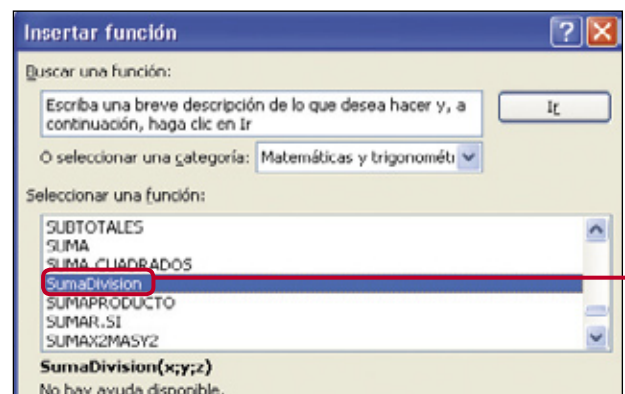 Insertar función
Buscar una función:
Escriba una breve descripción de lo que desea hacer y, a
continuación, haga clic en Ir
Ir
O seleccionar una categoría: Matemáticas y trigonométi
Seleccionar una función:
SUBTOTALES
SUMA
SUMA.CUADRADOS
SumaDivision
SUMAPRODUCTO
SUMAR.SI
SUMAX2MASY2
SumaDivision(x;y;z)
No hay ayuda disponible.